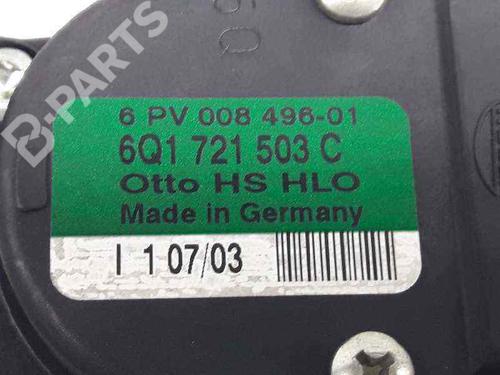 B-PARTS
6 PV 008 496-01
6Q1 721 503 C
Otto HS HLO
Made in Germany
I 1 07/03